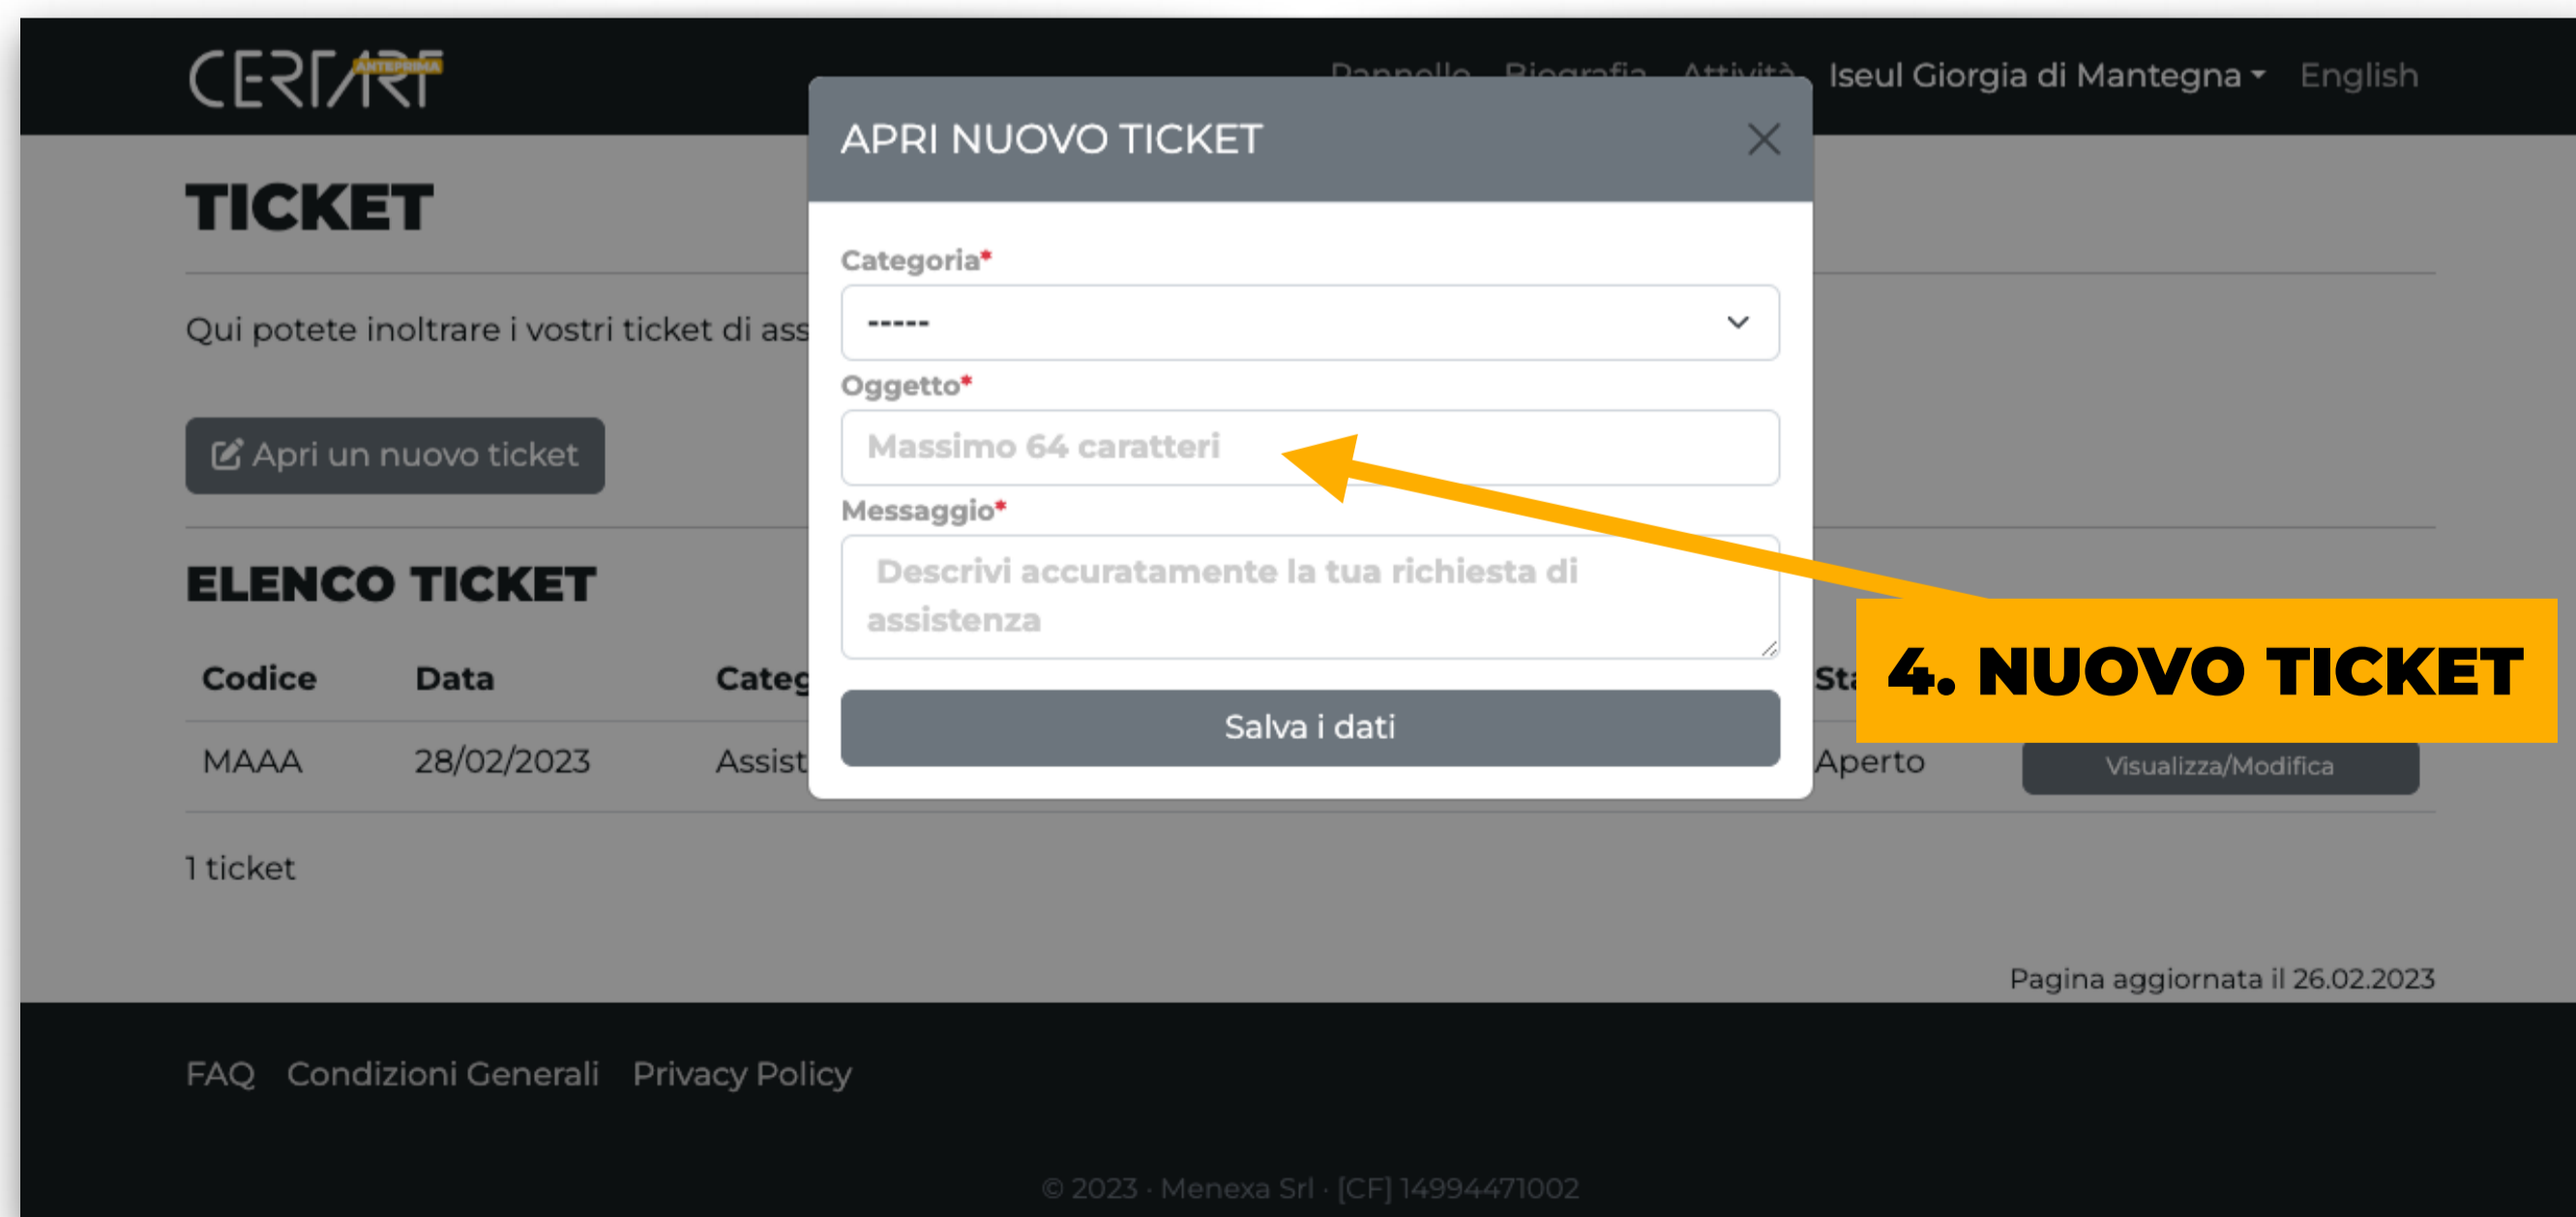 CERTART
ANTEPRIMA
Pannello Biografia Attività Iseul Giorgia di Mantegna English
APRI NUOVO TICKET
TICKET
Categoria*
-----
Qui potete inoltrare i vostri ticket di ass
Oggetto*
Massimo 64 caratteri
Apri un nuovo ticket
Messaggio*
Descrivi accuratamente la tua richiesta di
assistenza
ELENCO TICKET
4. NUOVO TICKET
Codice Data Categ Sta
Salva i dati
MAAA 28/02/2023 Assist Aperto Visualizza/Modifica
1 ticket
Pagina aggiornata il 26.02.2023
FAQ Condizioni Generali Privacy Policy
© 2023 · Menexa Srl · [CF] 14994471002